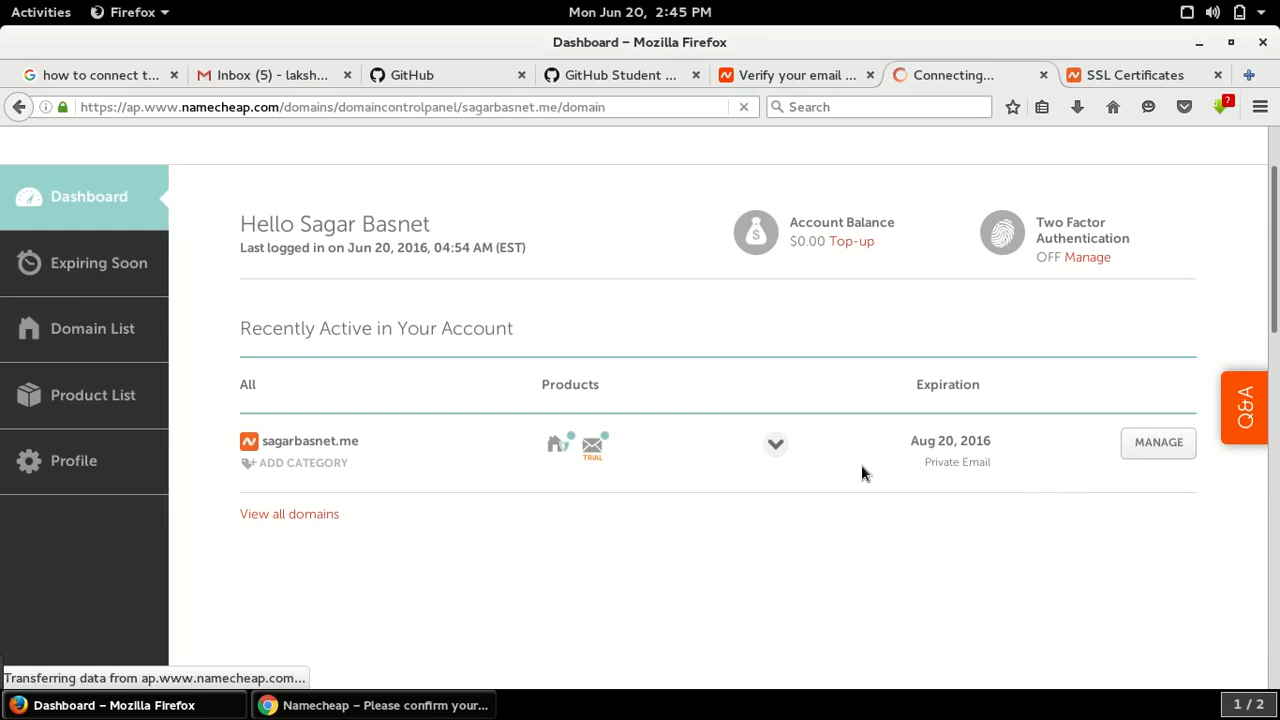 Activities
Firefox
Mon Jun 20, 2:45 PM
Dashboard – Mozilla Firefox
how to connect t...
Inbox (5) - laksh...
GitHub
GitHub Student ...
Verify your email ...
Connecting...
SSL Certificates
https://ap.www.namecheap.com/domains/domaincontrolpanel/sagarbasnet.me/domain
Search
?
Dashboard
Expiring Soon
Domain List
Product List
Profile
Hello Sagar Basnet
Last logged in on Jun 20, 2016, 04:54 AM (EST)
Account Balance
$0.00 Top-up
Two Factor
Authentication
OFF Manage
Recently Active in Your Account
All
Products
Expiration
sagarbasnet.me
ADD CATEGORY
TRIAL
Aug 20, 2016
Private Email
MANAGE
View all domains
Q&A
Transferring data from ap.www.namecheap.com...
Dashboard – Mozilla Firefox
Namecheap – Please confirm your...
1 / 2